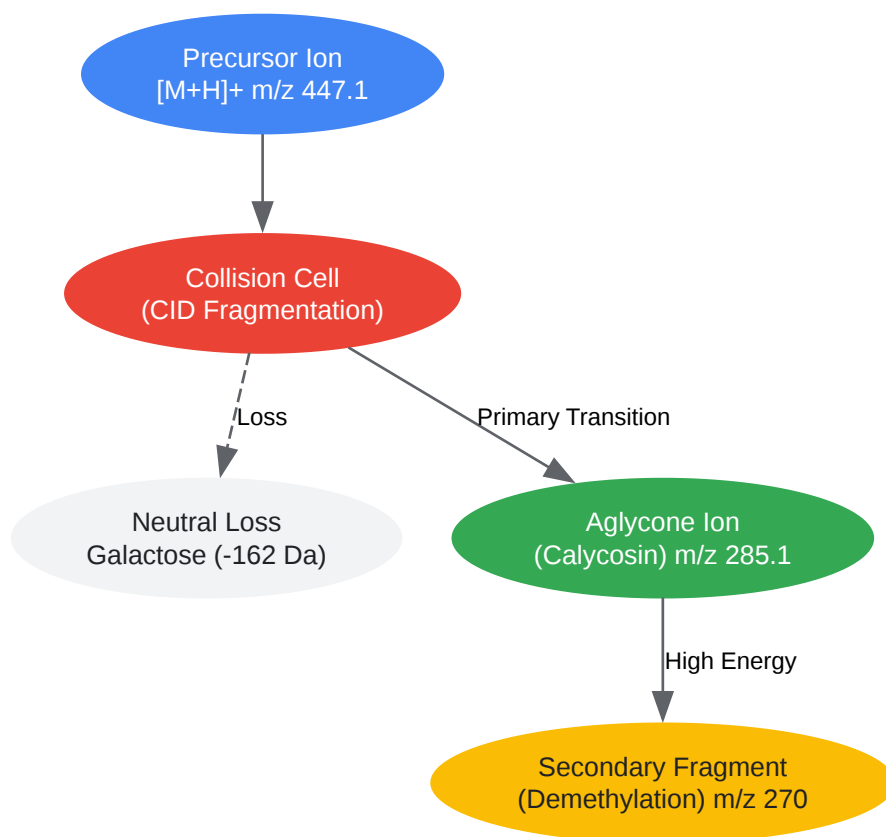 Precursor Ion
[M+H]+ m/z 447.1
Collision Cell
(CID Fragmentation)
Loss
Primary Transition
Neutral Loss
Galactose (-162 Da)
Aglycone Ion
(Calycosin) m/z 285.1
High Energy
Secondary Fragment
(Demethylation) m/z 270